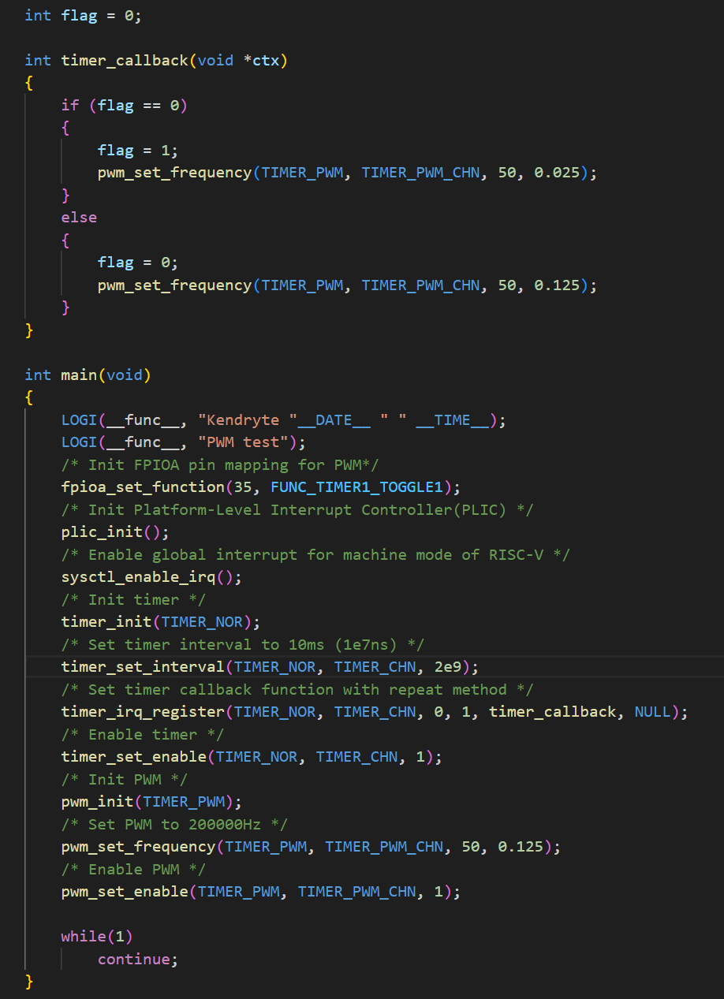 int flag = 0;
int timer_callback(void *ctx)
{
if (flag == 0)
{
flag = 1;
pwm_set_frequency(TIMER_PWM, TIMER_PWM_CHN, 50, 0.025);
}
else
{
flag = 0;
pwm_set_frequency(TIMER_PWM, TIMER_PWM_CHN, 50, 0.125);
}
}
int main(void)
{
LOGI(__func__, "Kendryte "__DATE__ " " __TIME__);
LOGI(__func__, "PWM test");
/* Init FPIOA pin mapping for PWM*/
fpioa_set_function(35, FUNC_TIMER1_TOGGLE1);
/* Init Platform-Level Interrupt Controller(PLIC) */
plic_init();
/* Enable global interrupt for machine mode of RISC-V */
sysctl_enable_irq();
/* Init timer */
timer_init(TIMER_NOR);
/* Set timer interval to 10ms (1e7ns) */
timer_set_interval(TIMER_NOR, TIMER_CHN, 2e9);
/* Set timer callback function with repeat method */
timer_irq_register(TIMER_NOR, TIMER_CHN, 0, 1, timer_callback, NULL);
/* Enable timer */
timer_set_enable(TIMER_NOR, TIMER_CHN, 1);
/* Init PWM */
pwm_init(TIMER_PWM);
/* Set PWM to 200000Hz */
pwm_set_frequency(TIMER_PWM, TIMER_PWM_CHN, 50, 0.125);
/* Enable PWM */
pwm_set_enable(TIMER_PWM, TIMER_PWM_CHN, 1);
while(1)
continue;
}